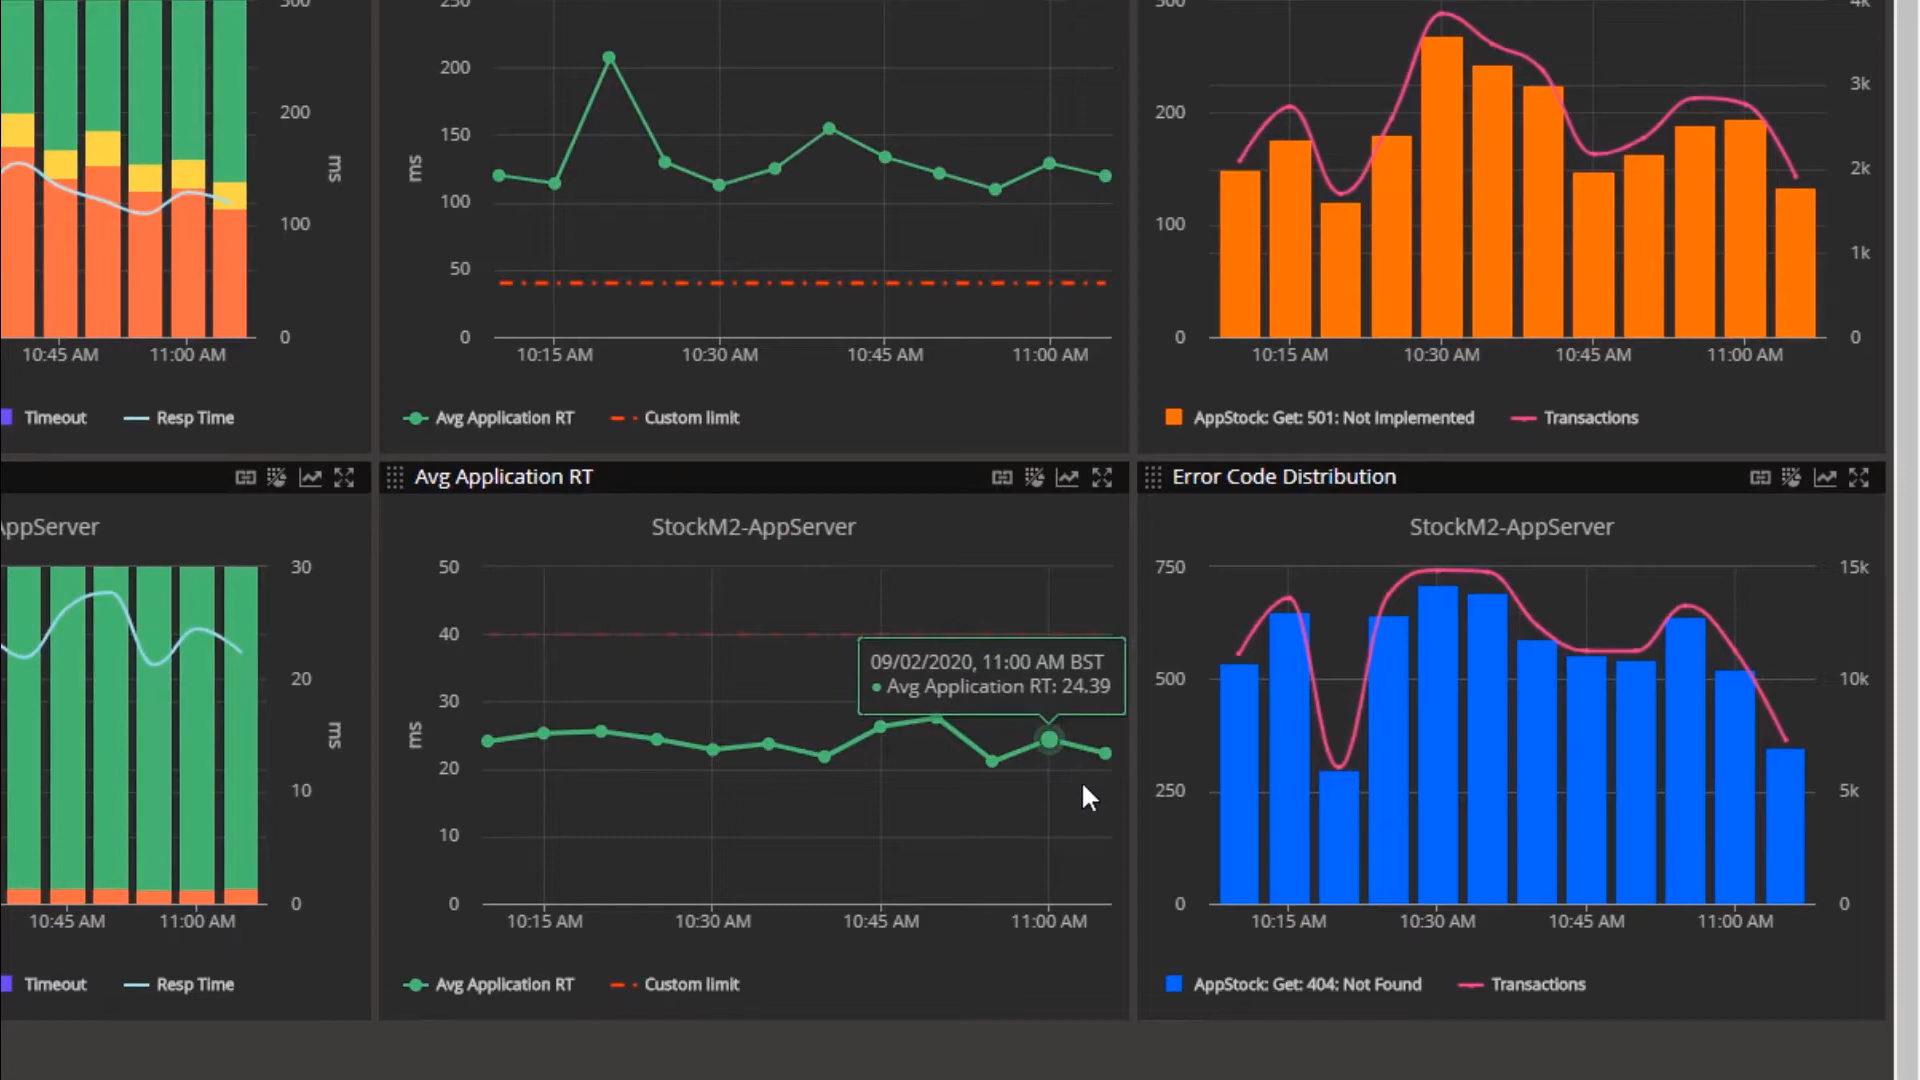 300
200
100
0
ms
10:45 AM 11:00 AM
Timeout Resp Time
250
200
150
100
50
0
ms
10:15 AM 10:30 AM 10:45 AM 11:00 AM
Avg Application RT Custom limit
300
200
100
0
4k
3k
2k
1k
0
10:15 AM 10:30 AM 10:45 AM 11:00 AM
AppStock: Get: 501: Not Implemented Transactions
AppServer
30
20
10
0
ms
10:45 AM 11:00 AM
Timeout Resp Time
Avg Application RT
StockM2-AppServer
50
40
30
20
10
0
ms
09/02/2020, 11:00 AM BST
Avg Application RT: 24.39
10:15 AM 10:30 AM 10:45 AM 11:00 AM
Avg Application RT Custom limit
Error Code Distribution
StockM2-AppServer
750
500
250
0
15k
10k
5k
0
10:15 AM 10:30 AM 10:45 AM 11:00 AM
AppStock: Get: 404: Not Found Transactions